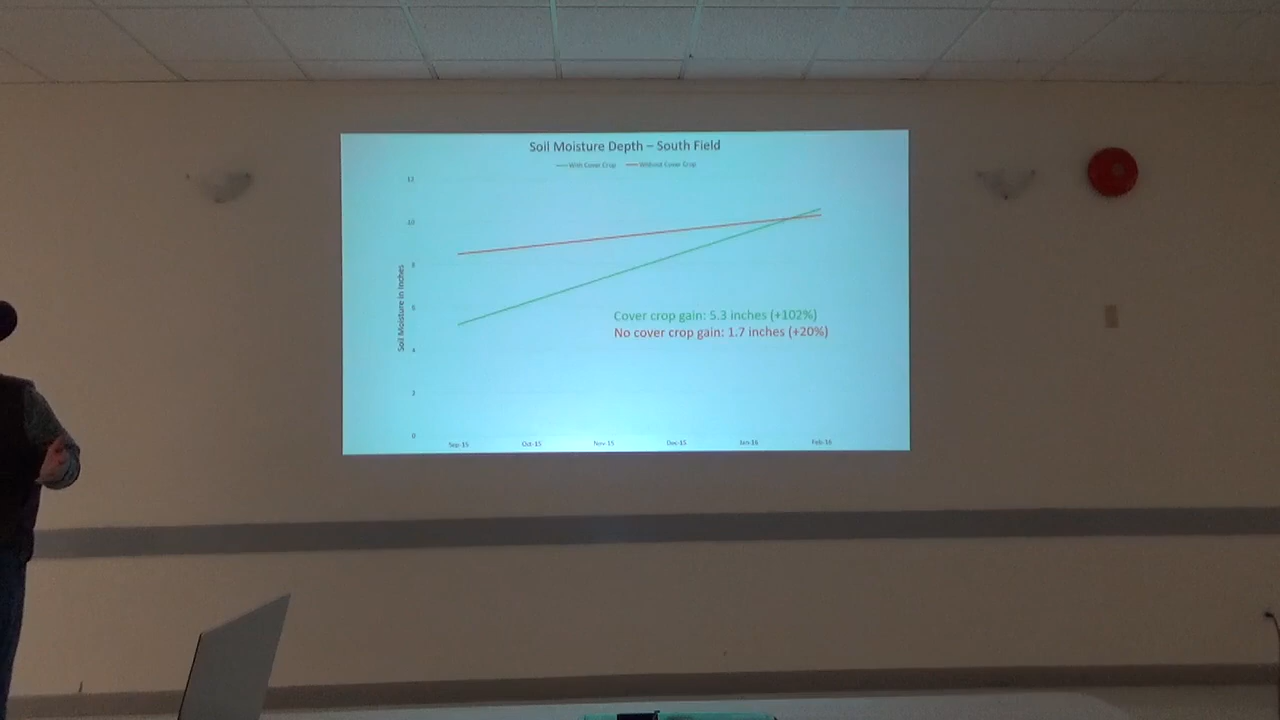 Soil Moisture Depth – South Field
With Cover Crop Without Cover Crop
12
10
8
6
4
2
0
Soil Moisture in Inches
Cover crop gain: 5.3 inches (+102%)
No cover crop gain: 1.7 inches (+20%)
Sep-15 Oct-15 Nov-15 Dec-15 Jan-16 Feb-16